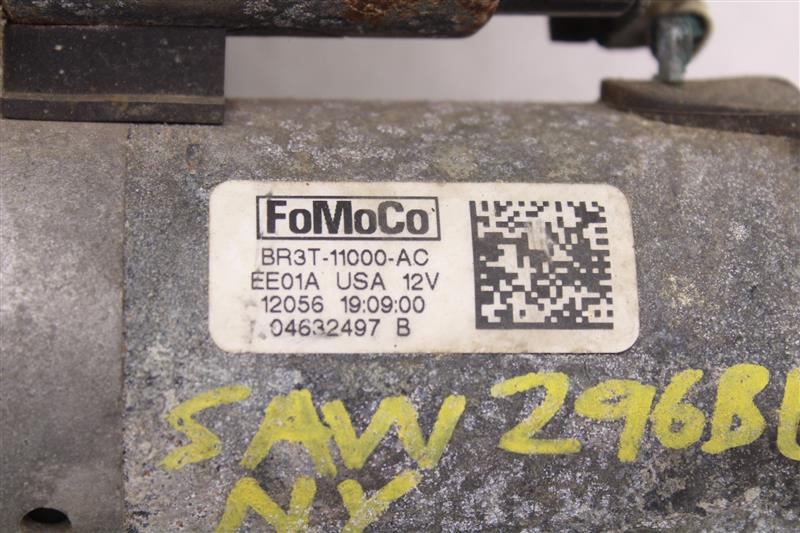 FoMoCo
BR3T-11000-AC
EE01A USA 12V
12056 19:09:00
04632497 B
SAW 296B
NY